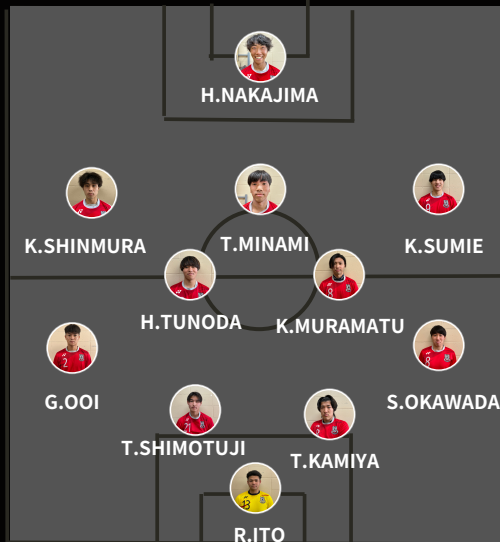 H.NAKAJIMA
K.SHINMURA
T.MINAMI
K.SUMIE
H.TUNODA
K.MURAMATU
G.OOI
S.OKAWADA
T.SHIMOTUJI
T.KAMIYA
R.ITO